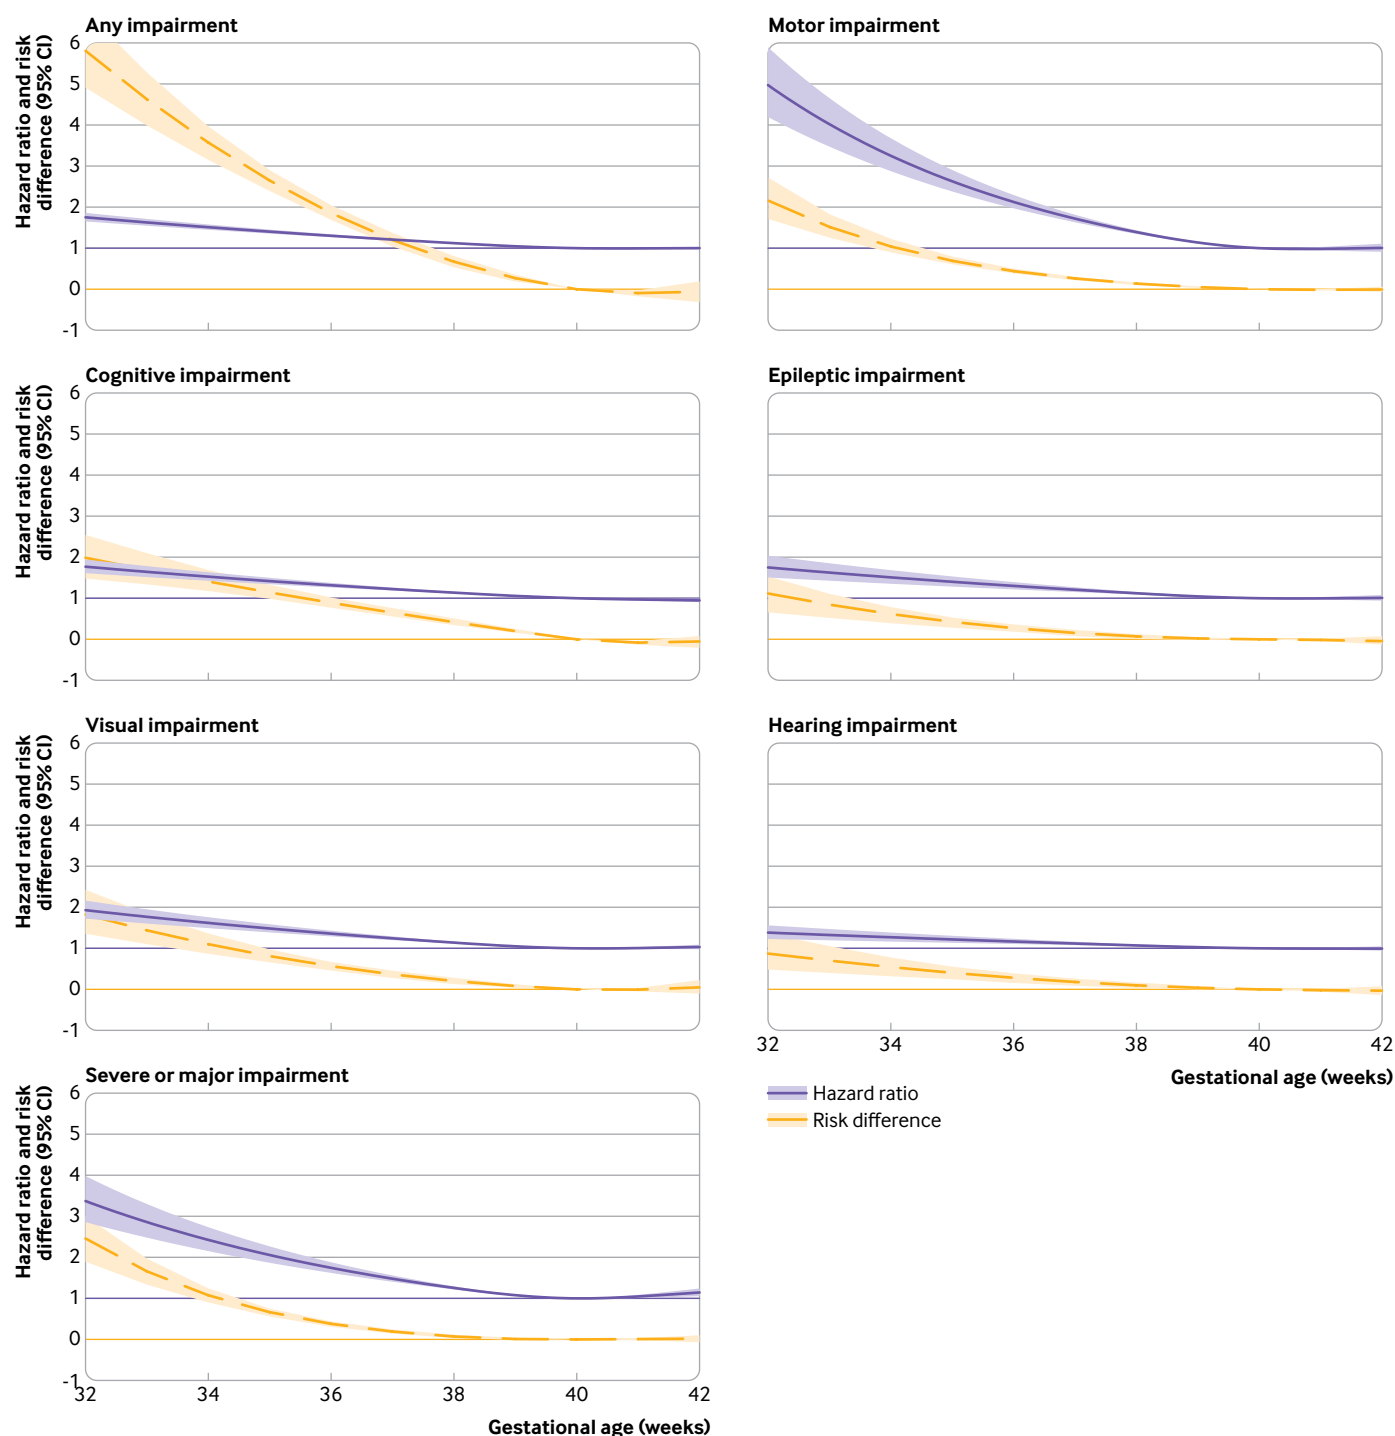 Any impairment
Hazard ratio and risk
difference (95% CI)
6
5
4
3
2
1
0
-1
Motor impairment
Cognitive impairment
Hazard ratio and risk
difference (95% CI)
6
5
4
3
2
1
0
-1
Epileptic impairment
Visual impairment
Hazard ratio and risk
difference (95% CI)
6
5
4
3
2
1
0
-1
Hearing impairment
32 34 36 38 40 42
Gestational age (weeks)
Hazard ratio
Risk difference
Severe or major impairment
Hazard ratio and risk
difference (95% CI)
6
5
4
3
2
1
0
-1
32 34 36 38 40 42
Gestational age (weeks)